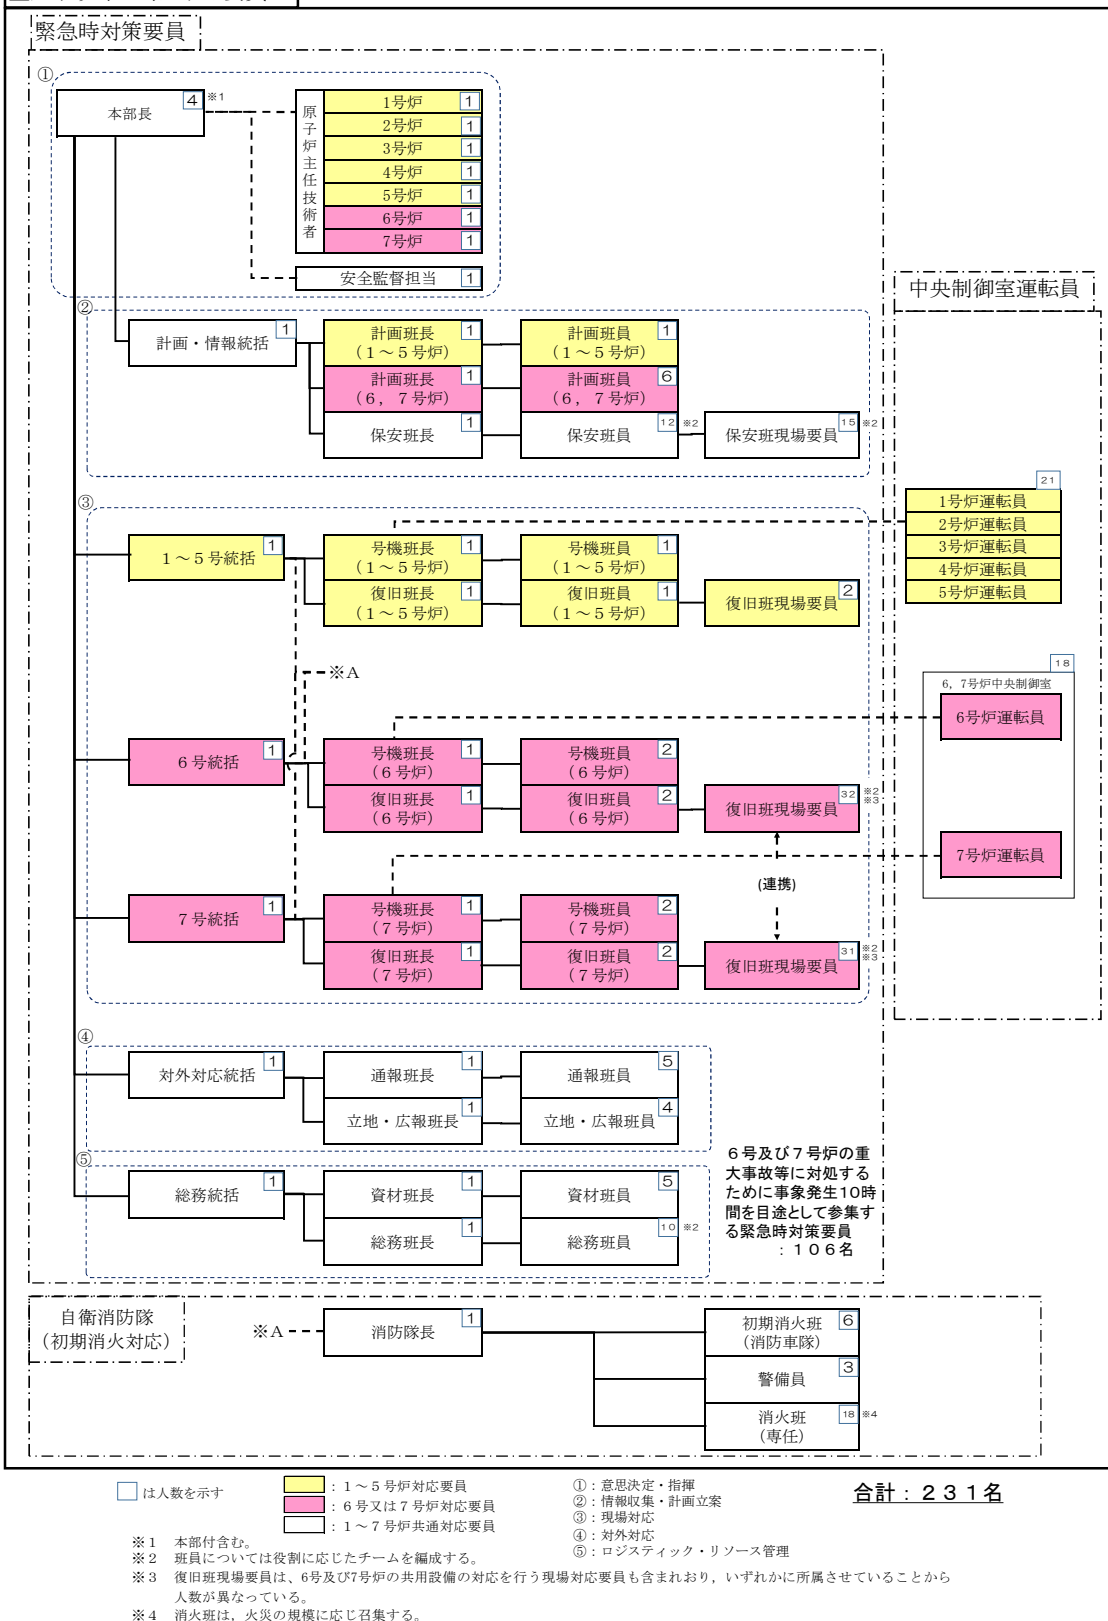 緊急時対策要員
①
本部長 4 ※1
原子炉主任技術者
1号炉 1
2号炉 1
3号炉 1
4号炉 1
5号炉 1
6号炉 1
7号炉 1
安全監督担当 1
②
計画・情報統括 1
計画班長 1
(1～5号炉)
計画班員 1
(1～5号炉)
計画班長 1
(6, 7号炉)
計画班員 6
(6, 7号炉)
保安班長 1
保安班員 12 ※2
保安班現場要員 15 ※2
中央制御室運転員
21
1号炉運転員
2号炉運転員
3号炉運転員
4号炉運転員
5号炉運転員
18
6, 7号炉中央制御室
6号炉運転員
7号炉運転員
③
1～5号統括 1
号機班長 1
(1～5号炉)
号機班員 1
(1～5号炉)
復旧班長 1
(1～5号炉)
復旧班員 1
(1～5号炉)
復旧班現場要員 2
※A
6号統括 1
号機班長 1
(6号炉)
号機班員 2
(6号炉)
復旧班長 1
(6号炉)
復旧班員 2
(6号炉)
復旧班現場要員 32 ※2
※3
(連携)
7号統括 1
号機班長 1
(7号炉)
号機班員 2
(7号炉)
復旧班長 1
(7号炉)
復旧班員 2
(7号炉)
復旧班現場要員 31 ※2
※3
④
対外対応統括 1
通報班長 1
通報班員 5
立地・広報班長 1
立地・広報班員 4
⑤
総務統括 1
資材班長 1
資材班員 5
総務班長 1
総務班員 10 ※2
6号及び7号炉の重
大事故等に対処する
ために事象発生10時
間を目途として参集す
る緊急時対策要員
：106名
自衛消防隊
(初期消火対応)
※A
消防隊長 1
初期消火班 6
(消防車隊)
警備員 3
消火班 18 ※4
(専任)
は人数を示す
：1～5号炉対応要員
：6号又は7号炉対応要員
：1～7号炉共通対応要員
①：意思決定・指揮
②：情報収集・計画立案
③：現場対応
④：対外対応
⑤：ロジスティック・リソース管理
合計：231名
※1 本部付含む。
※2 班員については役割に応じたチームを編成する。
※3 復旧班現場要員は、6号及び7号炉の共用設備の対応を行う現場対応要員も含まれおり，いずれかに所属させていることから
人数が異なっている。
※4 消火班は，火災の規模に応じ召集する。